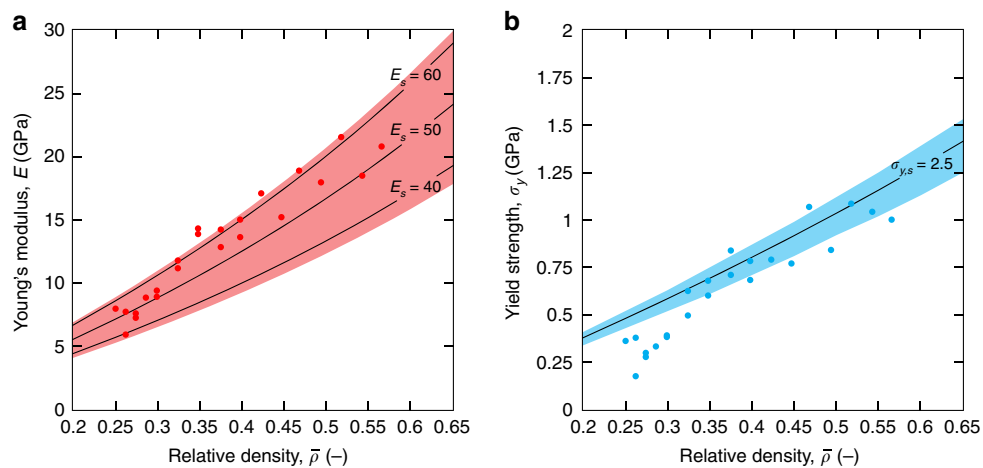 a
30
25
20
15
10
5
0
Young's modulus, E (GPa)
E_s = 60
E_s = 50
E_s = 40
0.2 0.25 0.3 0.35 0.4 0.45 0.5 0.55 0.6 0.65
Relative density, ρ̅ (–)
b
2
1.75
1.5
1.25
1
0.75
0.5
0.25
0
Yield strength, σ_y (GPa)
σ_y,s = 2.5
0.2 0.25 0.3 0.35 0.4 0.45 0.5 0.55 0.6 0.65
Relative density, ρ̅ (–)